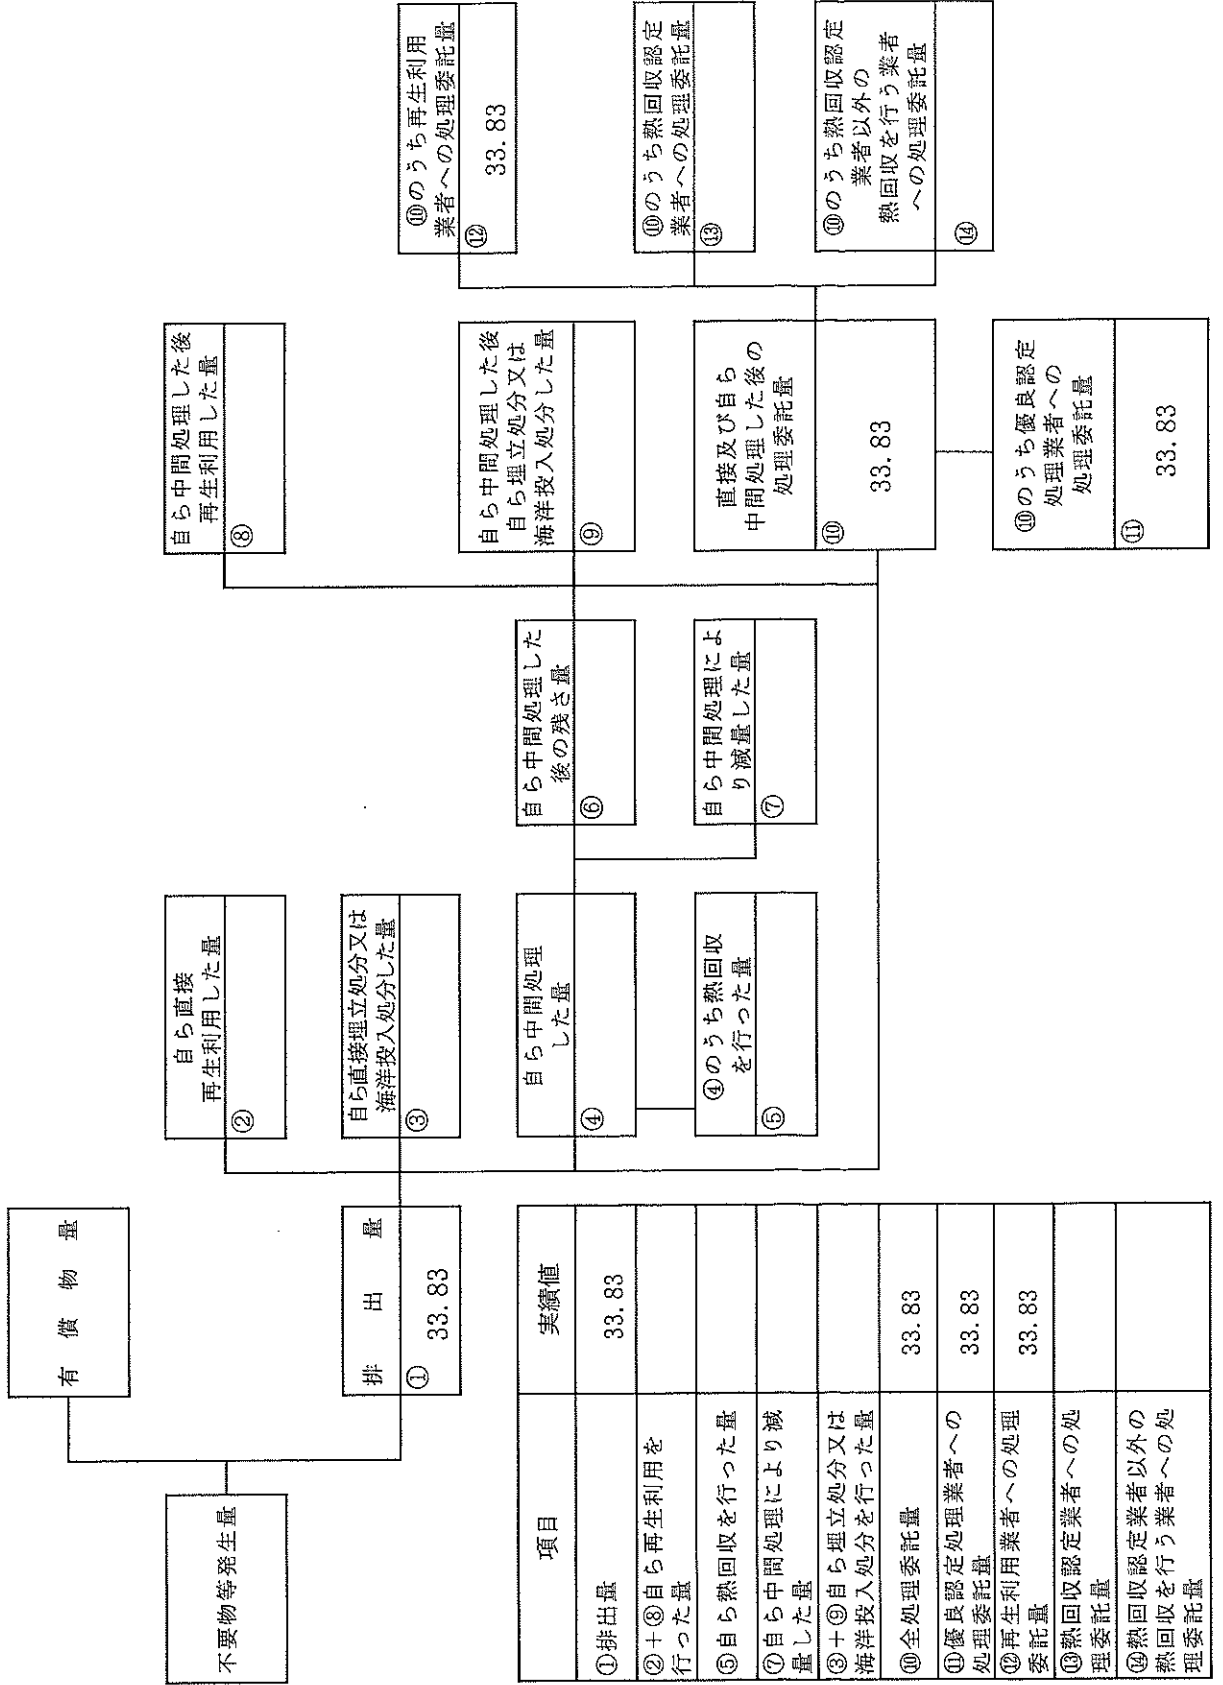 不要物等発生量
有償物量
排出量
①
33.83
自ら直接
再生利用した量
②
自ら直接埋立処分又は
海洋投入処分した量
③
自ら中間処理
した量
④
④のうち熱回収
を行った量
⑤
自ら中間処理した
後の残さ量
⑥
自ら中間処理によ
り減量した量
⑦
自ら中間処理した後
再生利用した量
⑧
自ら中間処理した後
自ら埋立処分又は
海洋投入処分した量
⑨
直接及び自ら
中間処理した後の
処理委託量
⑩
33.83
⑩のうち優良認定
処理業者への
処理委託量
⑪
33.83
⑩のうち再生利用
業者への処理委託量
⑫
33.83
⑩のうち熱回収認定
業者への処理委託量
⑬
⑩のうち熱回収認定
業者以外の
熱回収を行う業者
への処理委託量
⑭
項目 実績値
①排出量 33.83
②+⑧自ら再生利用を
行った量
⑤自ら熱回収を行った量
⑦自ら中間処理により減
量した量
③+⑨自ら埋立処分又は
海洋投入処分を行った量
⑩全処理委託量 33.83
⑪優良認定処理業者への
処理委託量 33.83
⑫再生利用業者への処理
委託量 33.83
⑬熱回収認定業者への処
理委託量
⑭熱回収認定業者以外の
熱回収を行う業者への処
理委託量